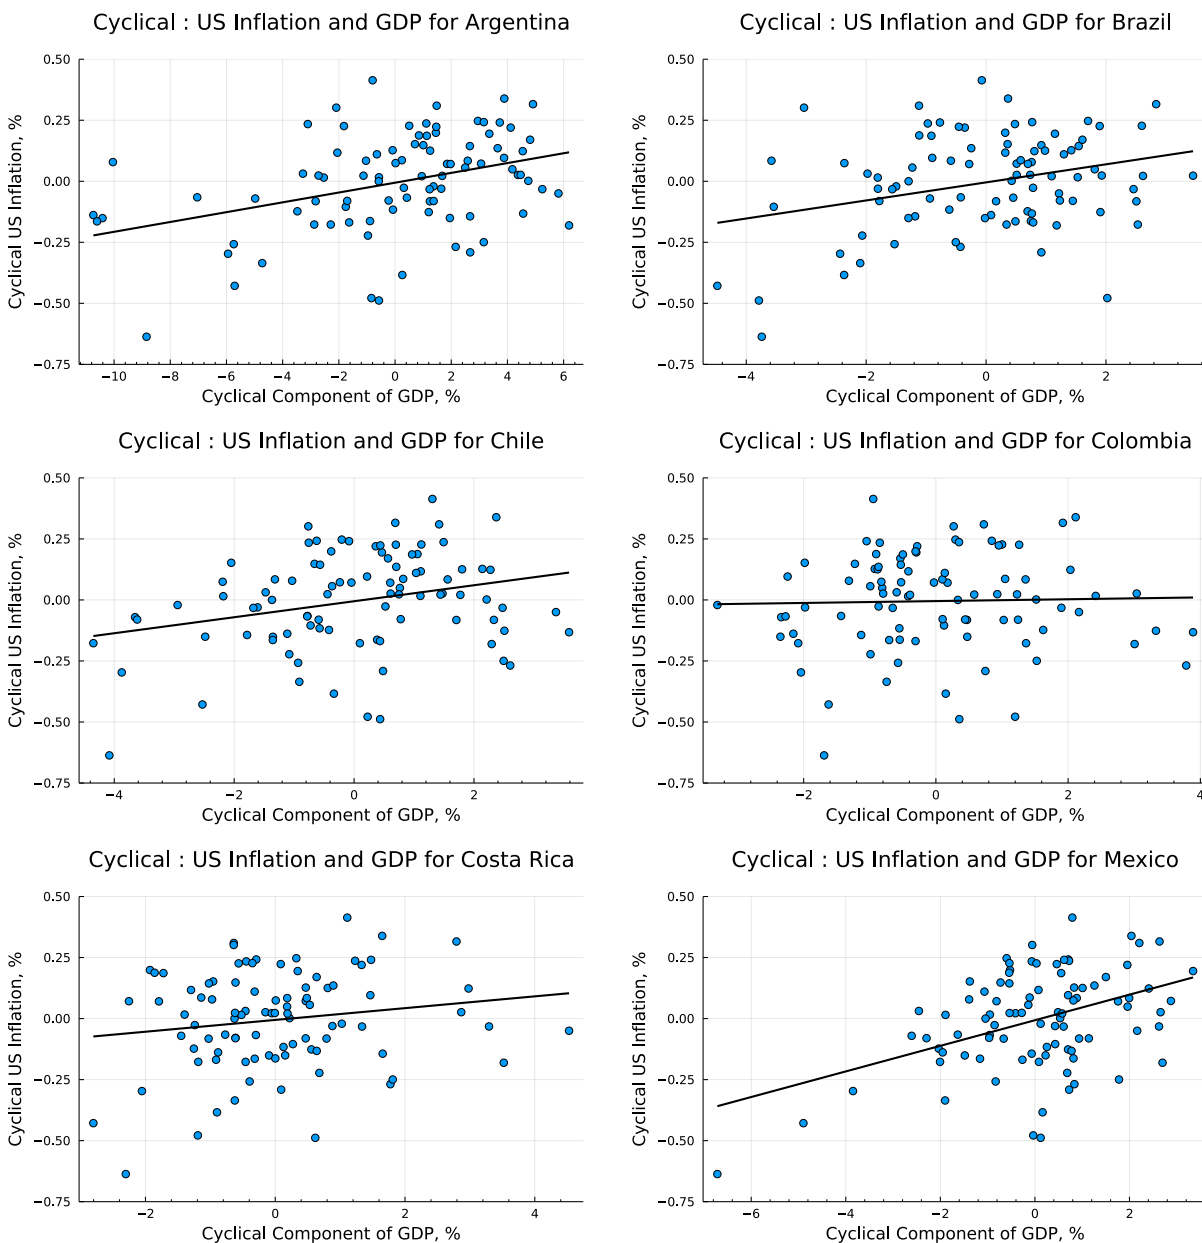 Cyclical : US Inflation and GDP for Argentina
Cyclical US Inflation, %
0.50
0.25
0.00
−0.25
−0.50
−0.75
−10 −8 −6 −4 −2 0 2 4 6
Cyclical Component of GDP, %
Cyclical : US Inflation and GDP for Brazil
Cyclical US Inflation, %
0.50
0.25
0.00
−0.25
−0.50
−0.75
−4 −2 0 2
Cyclical Component of GDP, %
Cyclical : US Inflation and GDP for Chile
Cyclical US Inflation, %
0.50
0.25
0.00
−0.25
−0.50
−0.75
−4 −2 0 2
Cyclical Component of GDP, %
Cyclical : US Inflation and GDP for Colombia
Cyclical US Inflation, %
0.50
0.25
0.00
−0.25
−0.50
−0.75
−2 0 2 4
Cyclical Component of GDP, %
Cyclical : US Inflation and GDP for Costa Rica
Cyclical US Inflation, %
0.50
0.25
0.00
−0.25
−0.50
−0.75
−2 0 2 4
Cyclical Component of GDP, %
Cyclical : US Inflation and GDP for Mexico
Cyclical US Inflation, %
0.50
0.25
0.00
−0.25
−0.50
−0.75
−6 −4 −2 0 2
Cyclical Component of GDP, %